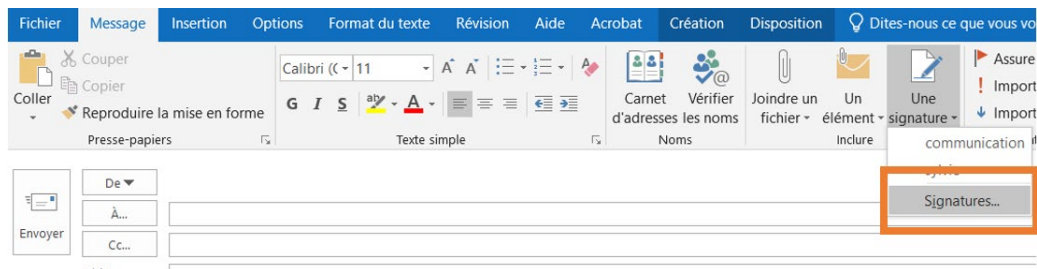 Fichier Message Insertion Options Format du texte Révision Aide Acrobat Création Disposition Dites-nous ce que vous vo
Couper
Copier
Coller
Reproduire la mise en forme
Presse-papiers
Calibri (C 11
G I S
Texte simple
Carnet d'adresses
Vérifier les noms
Noms
Joindre un fichier
Un élément
Une signature
Inclure
Assure
Import
Import
communication
Signatures...
De
Envoyer
À...
Cc...